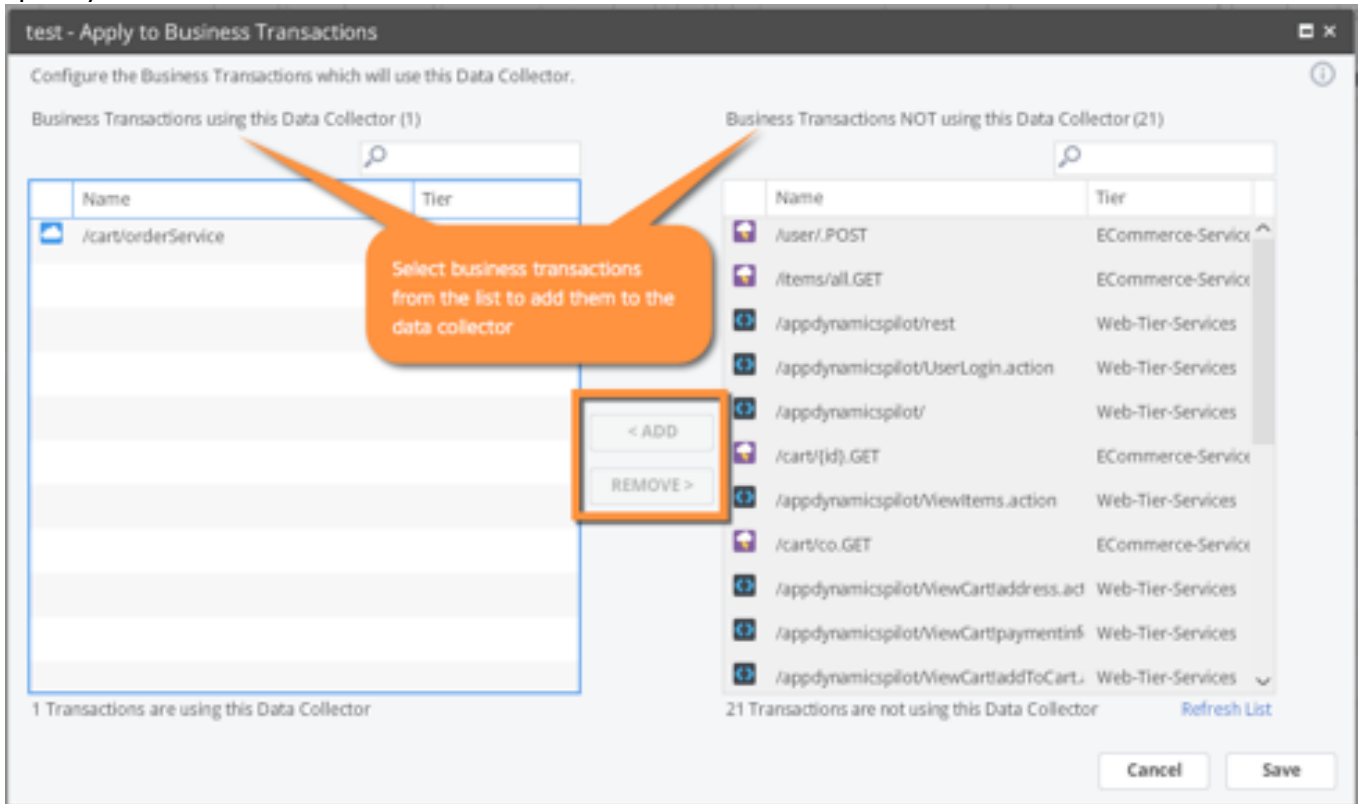 test - Apply to Business Transactions
Configure the Business Transactions which will use this Data Collector.
Business Transactions using this Data Collector (1)
Name Tier
/cart/orderService
Select business transactions
from the list to add them to the
data collector
< ADD
REMOVE >
1 Transactions are using this Data Collector
Business Transactions NOT using this Data Collector (21)
Name Tier
/user/.POST ECommerce-Service
/items/all.GET ECommerce-Service
/appdynamicspilot/rest Web-Tier-Services
/appdynamicspilot/UserLogin.action Web-Tier-Services
/appdynamicspilot/ Web-Tier-Services
/cart/{id}.GET ECommerce-Service
/appdynamicspilot/ViewItems.action Web-Tier-Services
/cart/co.GET ECommerce-Service
/appdynamicspilot/ViewCart!address.act Web-Tier-Services
/appdynamicspilot/ViewCart!paymentinf Web-Tier-Services
/appdynamicspilot/ViewCart!addToCart. Web-Tier-Services
21 Transactions are not using this Data Collector Refresh List
Cancel Save